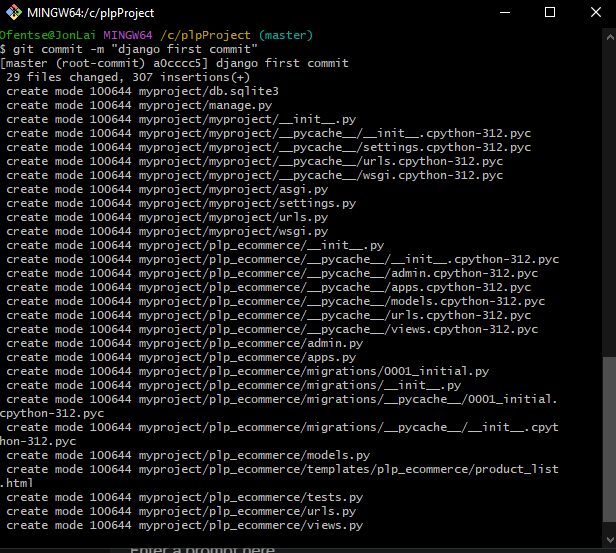 MINGW64:/c/plpProject
Ofentse@JonLai MINGW64 /c/plpProject (master)
$ git commit -m "django first commit"
[master (root-commit) a0cccc5] django first commit
 29 files changed, 307 insertions(+)
 create mode 100644 myproject/db.sqlite3
 create mode 100644 myproject/manage.py
 create mode 100644 myproject/myproject/__init__.py
 create mode 100644 myproject/myproject/__pycache__/__init__.cpython-312.pyc
 create mode 100644 myproject/myproject/__pycache__/settings.cpython-312.pyc
 create mode 100644 myproject/myproject/__pycache__/urls.cpython-312.pyc
 create mode 100644 myproject/myproject/__pycache__/wsgi.cpython-312.pyc
 create mode 100644 myproject/myproject/asgi.py
 create mode 100644 myproject/myproject/settings.py
 create mode 100644 myproject/myproject/urls.py
 create mode 100644 myproject/myproject/wsgi.py
 create mode 100644 myproject/plp_ecommerce/__init__.py
 create mode 100644 myproject/plp_ecommerce/__pycache__/__init__.cpython-312.pyc
 create mode 100644 myproject/plp_ecommerce/__pycache__/admin.cpython-312.pyc
 create mode 100644 myproject/plp_ecommerce/__pycache__/apps.cpython-312.pyc
 create mode 100644 myproject/plp_ecommerce/__pycache__/models.cpython-312.pyc
 create mode 100644 myproject/plp_ecommerce/__pycache__/urls.cpython-312.pyc
 create mode 100644 myproject/plp_ecommerce/__pycache__/views.cpython-312.pyc
 create mode 100644 myproject/plp_ecommerce/admin.py
 create mode 100644 myproject/plp_ecommerce/apps.py
 create mode 100644 myproject/plp_ecommerce/migrations/0001_initial.py
 create mode 100644 myproject/plp_ecommerce/migrations/__init__.py
 create mode 100644 myproject/plp_ecommerce/migrations/__pycache__/0001_initial.
cpython-312.pyc
 create mode 100644 myproject/plp_ecommerce/migrations/__pycache__/__init__.cpyt
hon-312.pyc
 create mode 100644 myproject/plp_ecommerce/models.py
 create mode 100644 myproject/plp_ecommerce/templates/plp_ecommerce/product_list
.html
 create mode 100644 myproject/plp_ecommerce/tests.py
 create mode 100644 myproject/plp_ecommerce/urls.py
 create mode 100644 myproject/plp_ecommerce/views.py
Enter a prompt here